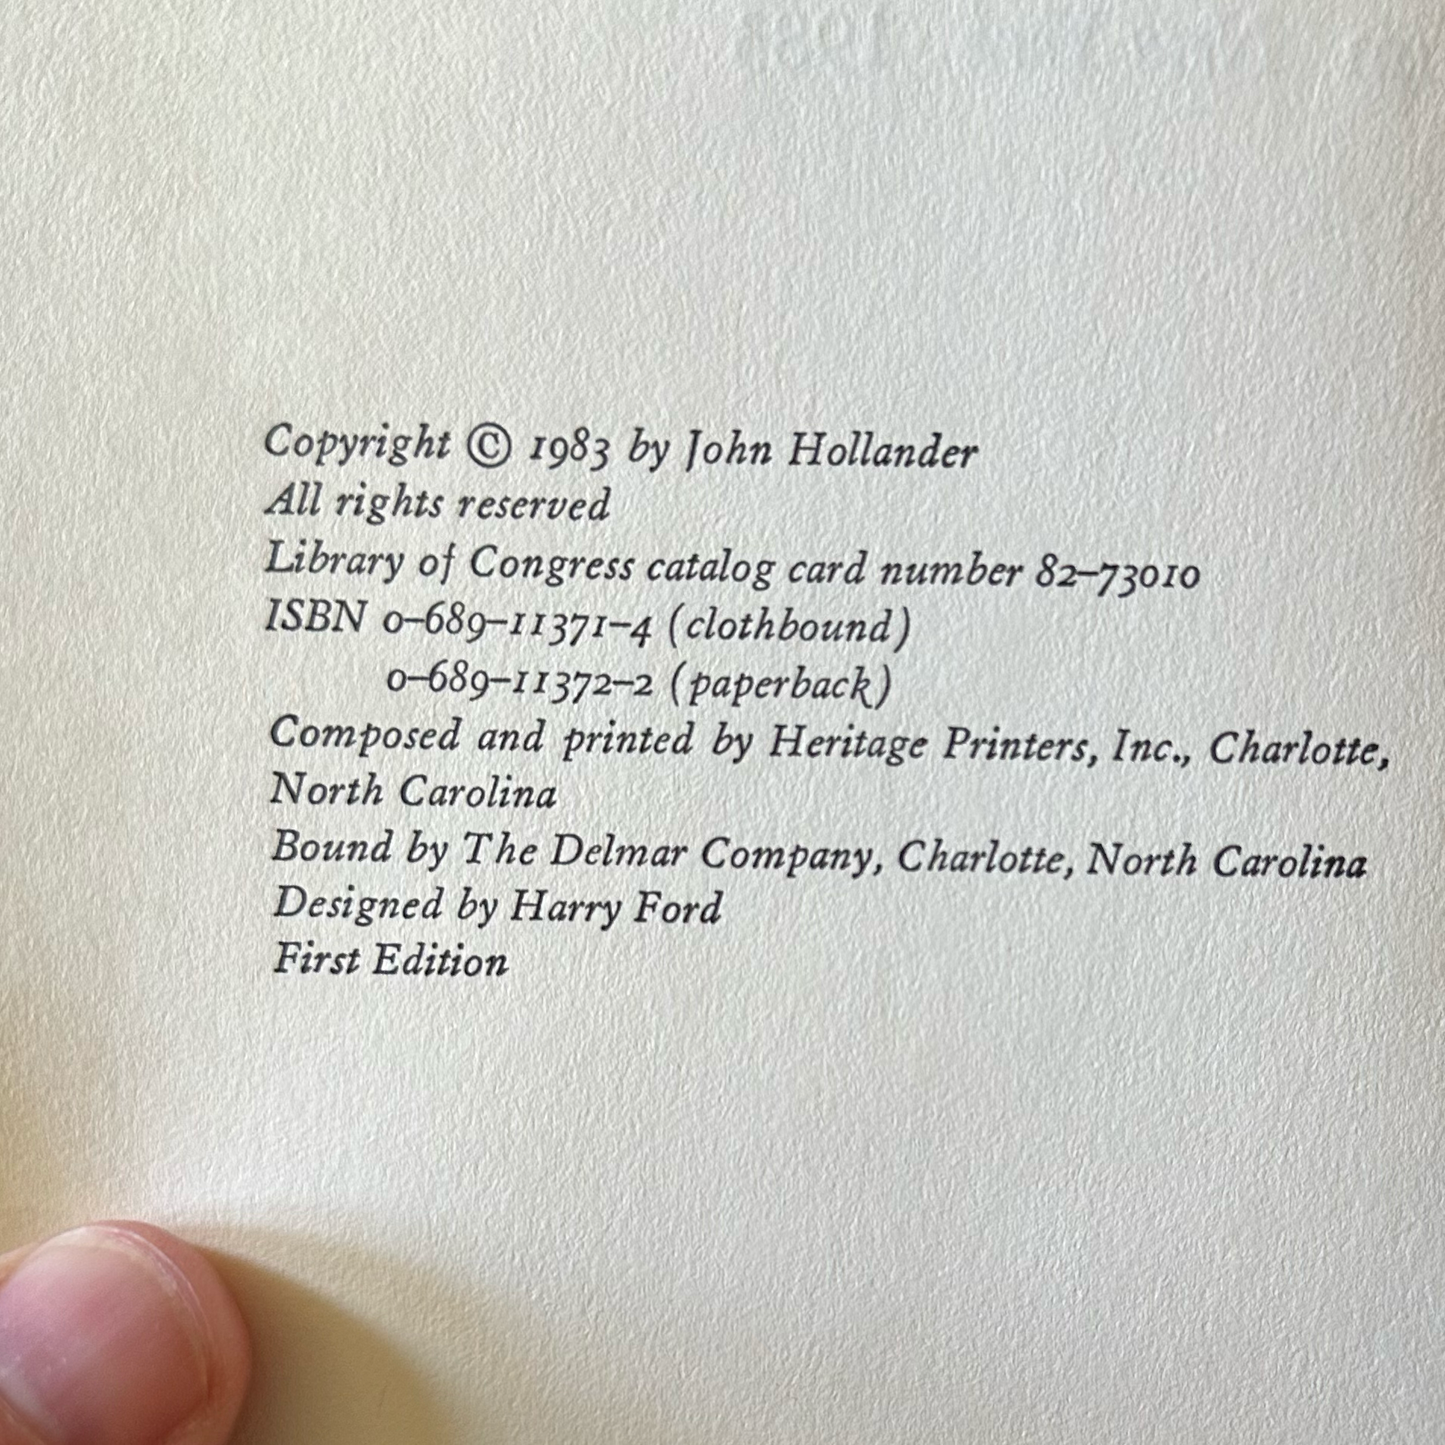 Copyright © 1983 by John Hollander
All rights reserved
Library of Congress catalog card number 82–73010
ISBN 0–689–11371–4 (clothbound)
0–689–11372–2 (paperback)
Composed and printed by Heritage Printers, Inc., Charlotte,
North Carolina
Bound by The Delmar Company, Charlotte, North Carolina
Designed by Harry Ford
First Edition